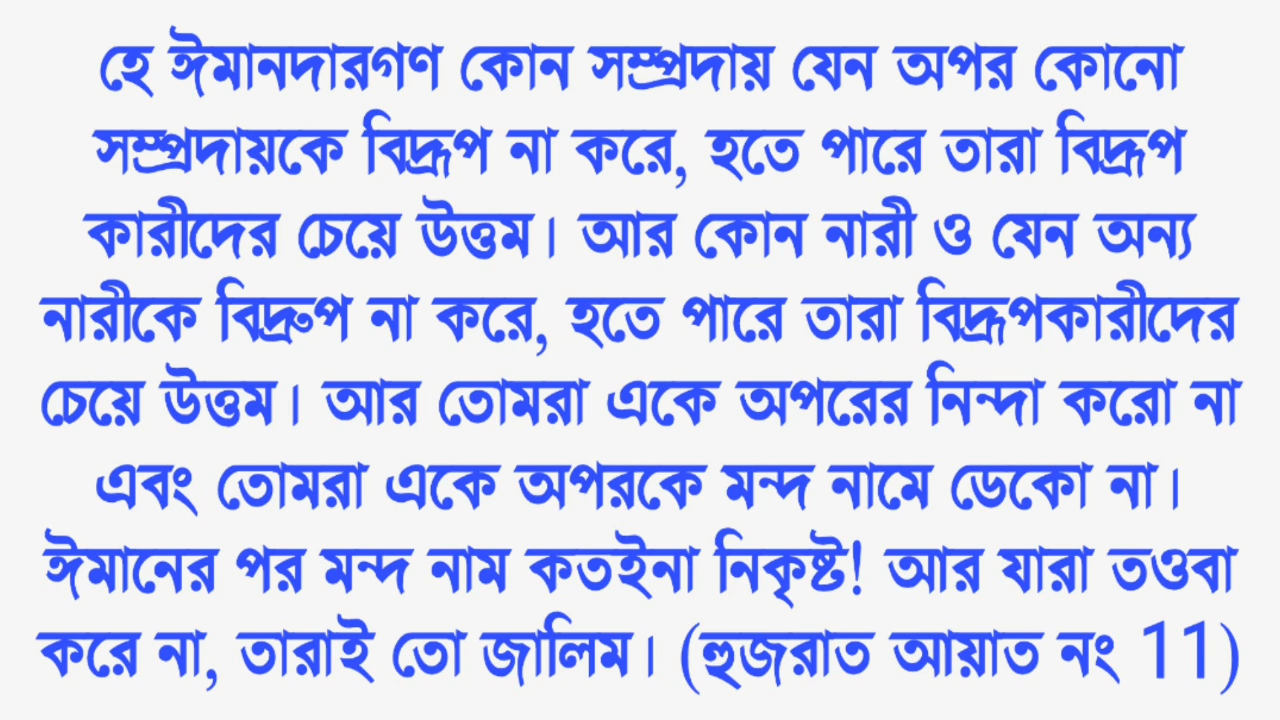 হে ঈমানদারগণ কোন সম্প্রদায় যেন অপর কোনো
সম্প্রদায়কে বিদ্রূপ না করে, হতে পারে তারা বিদ্রূপ
কারীদের চেয়ে উত্তম। আর কোন নারী ও যেন অন্য
নারীকে বিদ্রুপ না করে, হতে পারে তারা বিদ্রূপকারীদের
চেয়ে উত্তম। আর তোমরা একে অপরের নিন্দা করো না
এবং তোমরা একে অপরকে মন্দ নামে ডেকো না।
ঈমানের পর মন্দ নাম কতইনা নিকৃষ্ট! আর যারা তওবা
করে না, তারাই তো জালিম। (হুজরাত আয়াত নং 11)